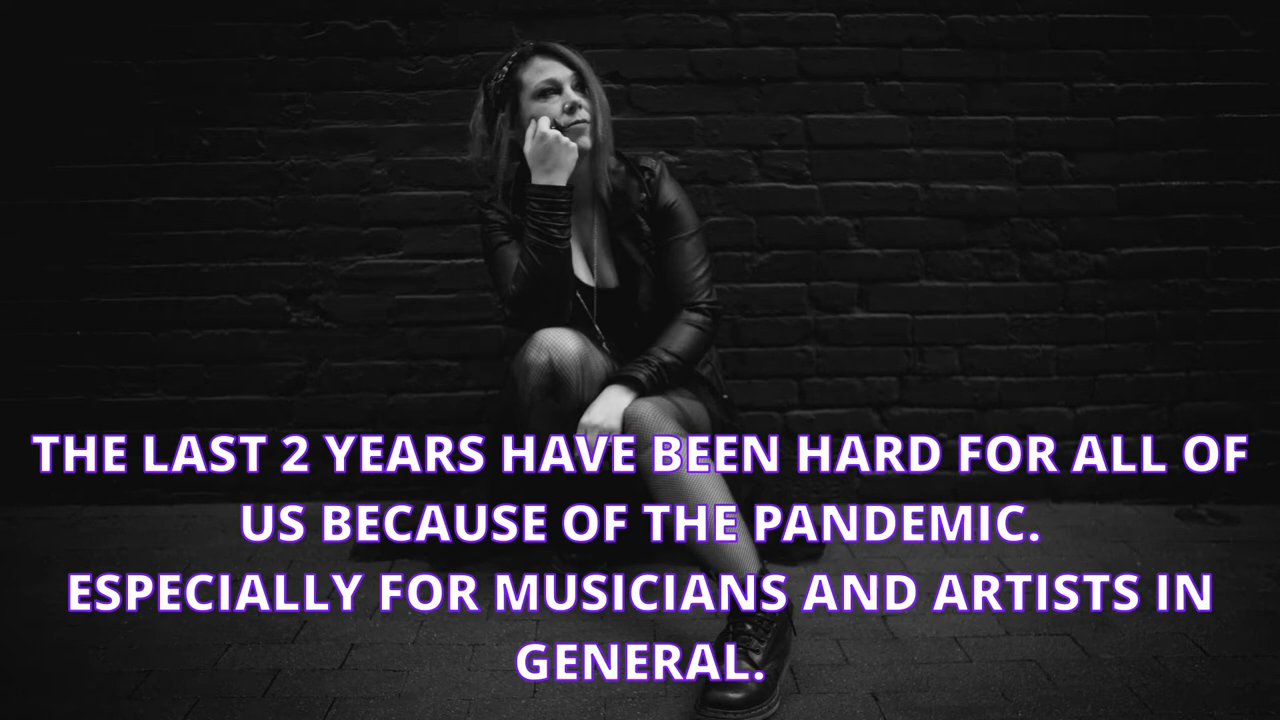 THE LAST 2 YEARS HAVE BEEN HARD FOR ALL OF
US BECAUSE OF THE PANDEMIC.
ESPECIALLY FOR MUSICIANS AND ARTISTS IN
GENERAL.